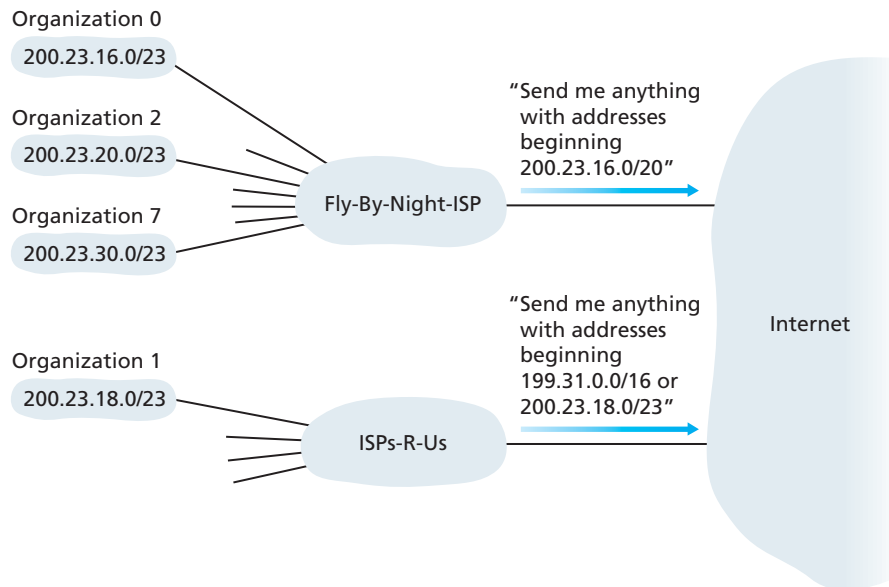 Organization 0
200.23.16.0/23
Organization 2
200.23.20.0/23
Organization 7
200.23.30.0/23
Fly-By-Night-ISP
“Send me anything
with addresses
beginning
200.23.16.0/20”
Organization 1
200.23.18.0/23
ISPs-R-Us
“Send me anything
with addresses
beginning
199.31.0.0/16 or
200.23.18.0/23”
Internet